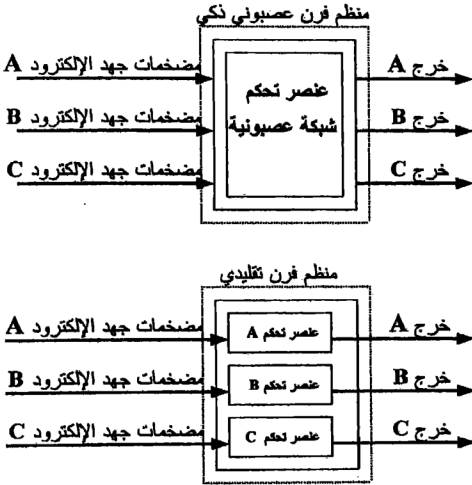 منظم فرن عصبوني ذكي
مضخمات جهد الإلكترود A
خرج A
عنصر تحكم
شبكة عصبونية
مضخمات جهد الإلكترود B
خرج B
مضخمات جهد الإلكترود C
خرج C
منظم فرن تقليدي
مضخمات جهد الإلكترود A
عنصر تحكم A
خرج A
مضخمات جهد الإلكترود B
عنصر تحكم B
خرج B
مضخمات جهد الإلكترود C
عنصر تحكم C
خرج C